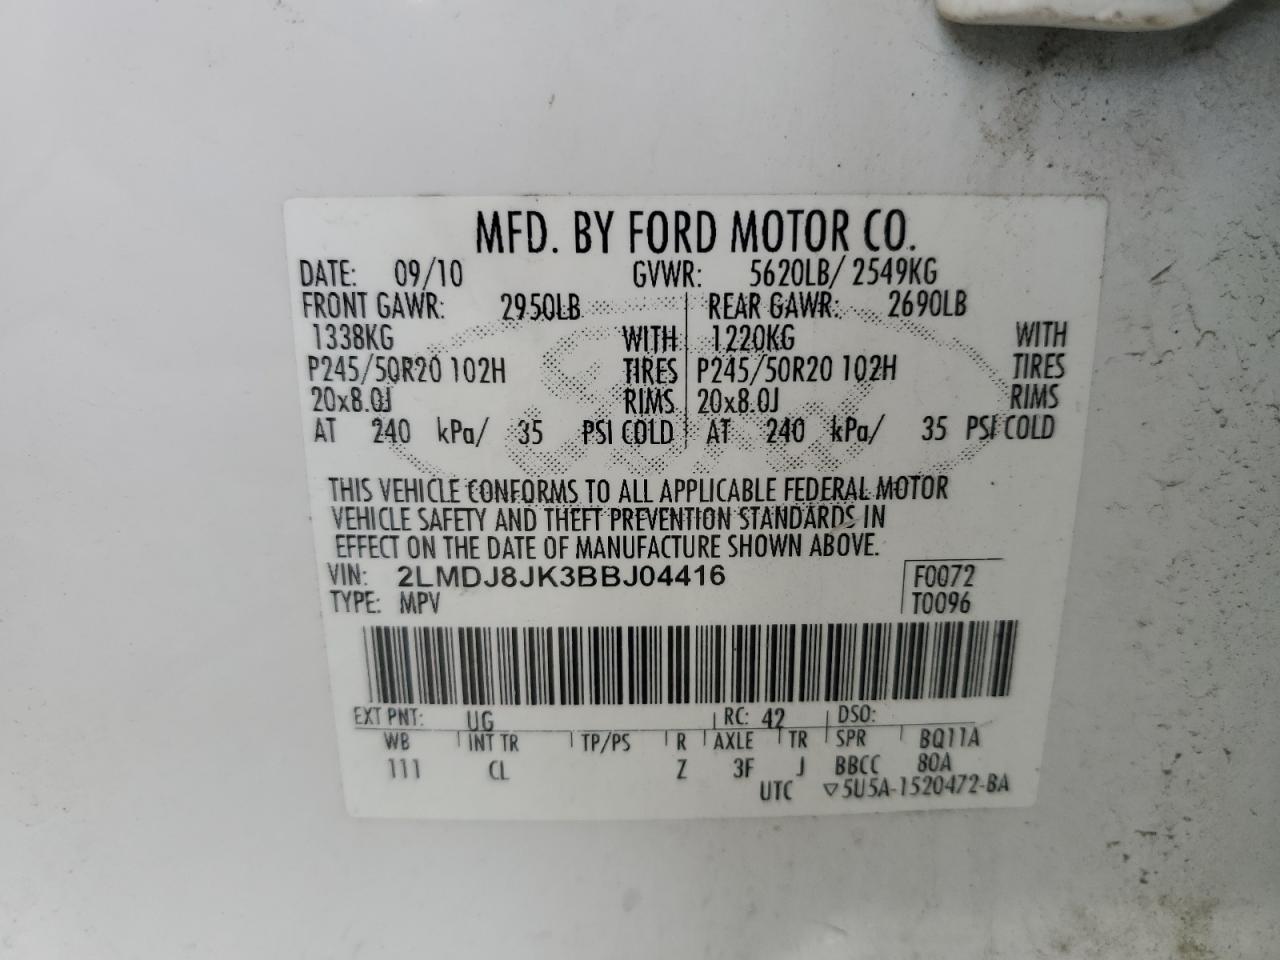 MFD. BY FORD MOTOR CO.
DATE: 09/10 GVWR: 5620LB/ 2549KG
FRONT GAWR: 2950LB REAR GAWR: 2690LB
1338KG WITH 1220KG WITH
P245/50R20 102H TIRES P245/50R20 102H TIRES
20x8.0J RIMS 20x8.0J RIMS
AT 240 kPa/ 35 PSI COLD AT 240 kPa/ 35 PSI COLD
THIS VEHICLE CONFORMS TO ALL APPLICABLE FEDERAL MOTOR
VEHICLE SAFETY AND THEFT PREVENTION STANDARDS IN
EFFECT ON THE DATE OF MANUFACTURE SHOWN ABOVE.
VIN: 2LMDJ8JK3BBJ04416 F0072
TYPE: MPV T0096
EXT PNT: UG RC: 42 DSO:
WB INT TR TP/PS R AXLE TR SPR BQ11A
111 CL Z 3F J BBCC 80A
UTC ▽5U5A-1520472-BA